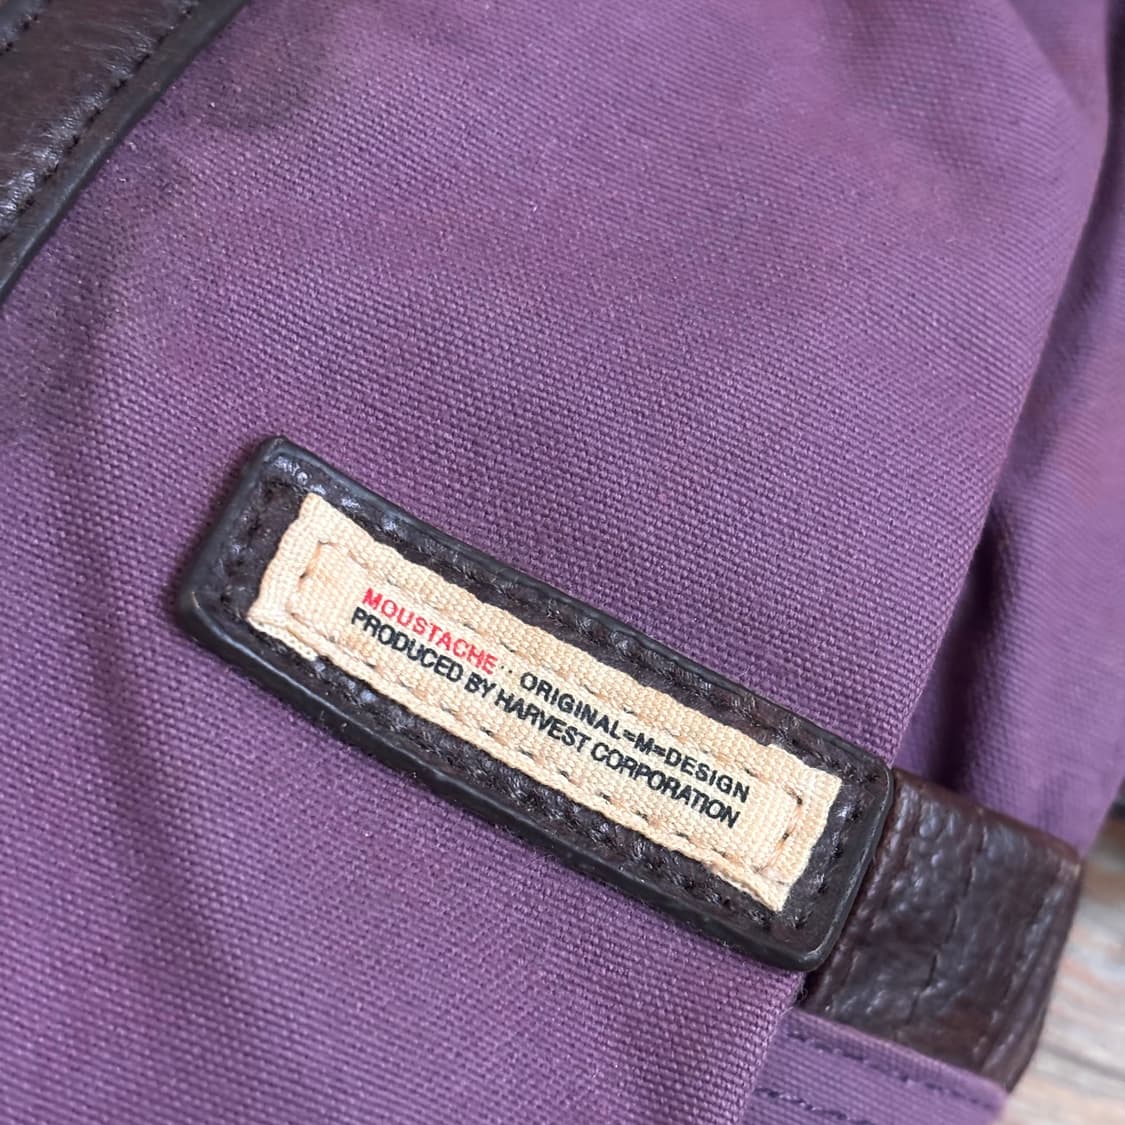 MOUSTACHE ·· ORIGINAL=M=DESIGN
PRODUCED BY HARVEST CORPORATION